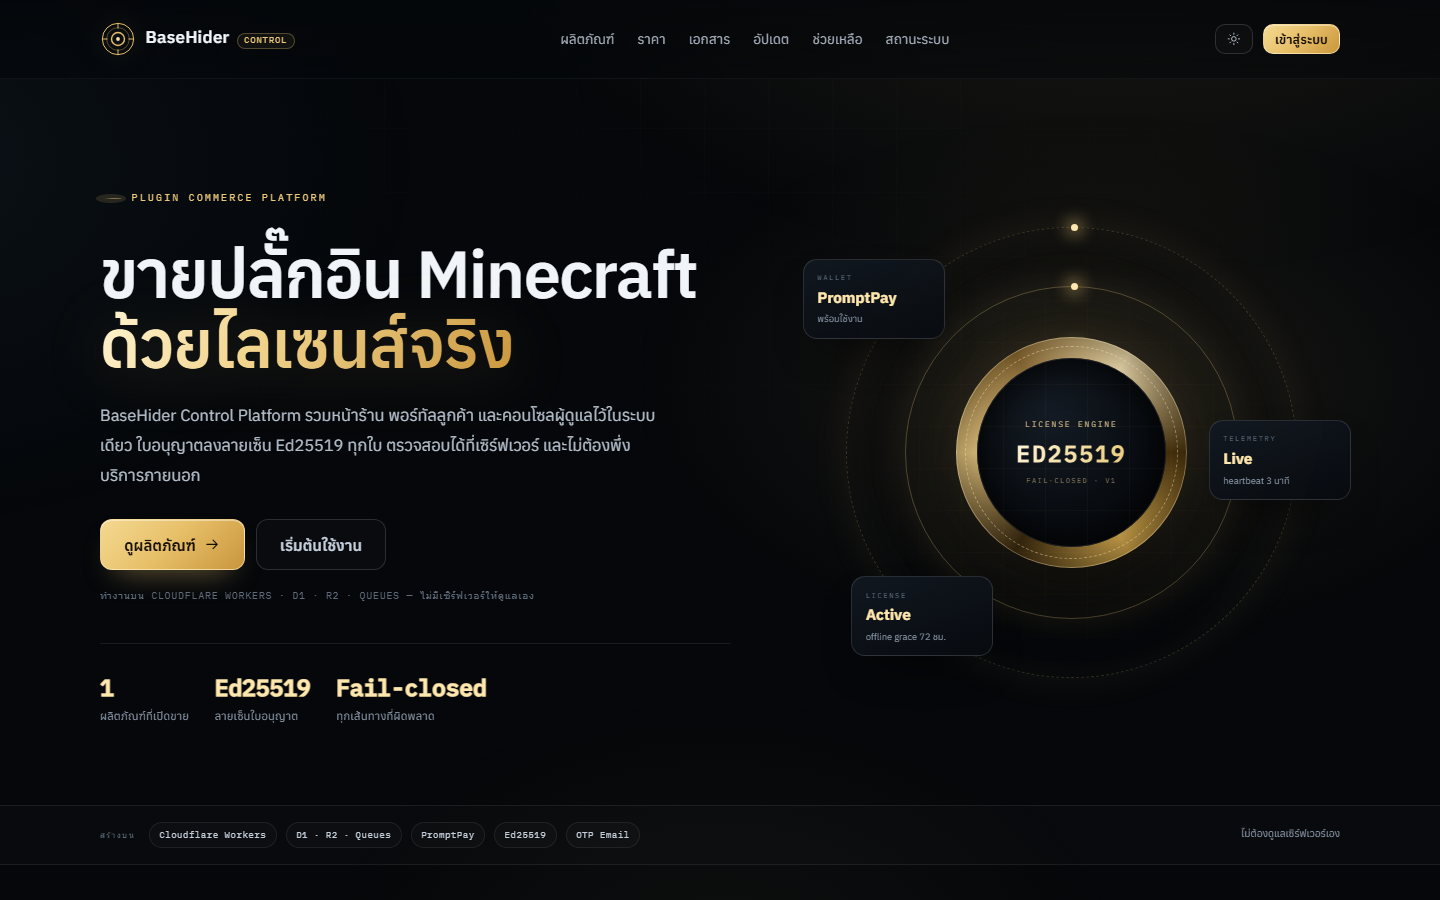 BaseHider CONTROL
ผลิตภัณฑ์ ราคา เอกสาร อัปเดต ช่วยเหลือ สถานะระบบ
เข้าสู่ระบบ
PLUGIN COMMERCE PLATFORM
ขายปลั๊กอิน Minecraft
ด้วยไลเซนส์จริง
BaseHider Control Platform รวมหน้าร้าน พอร์ทัลลูกค้า และคอนโซลผู้ดูแลไว้ในระบบ
เดียว ใบอนุญาตลงลายเซ็น Ed25519 ทุกใบ ตรวจสอบได้ที่เซิร์ฟเวอร์ และไม่ต้องพึ่ง
บริการภายนอก
ดูผลิตภัณฑ์ →
เริ่มต้นใช้งาน
ทำงานบน CLOUDFLARE WORKERS · D1 · R2 · QUEUES — ไม่มีเซิร์ฟเวอร์ให้ดูแลเอง
1
ผลิตภัณฑ์ที่เปิดขาย
Ed25519
ลายเซ็นใบอนุญาต
Fail-closed
ทุกเส้นทางที่ผิดพลาด
WALLET
PromptPay
พร้อมใช้งาน
LICENSE ENGINE
ED25519
FAIL-CLOSED · V1
TELEMETRY
Live
heartbeat 3 นาที
LICENSE
Active
offline grace 72 ชม.
สร้างบน
Cloudflare Workers
D1 · R2 · Queues
PromptPay
Ed25519
OTP Email
ไม่ต้องดูแลเซิร์ฟเวอร์เอง